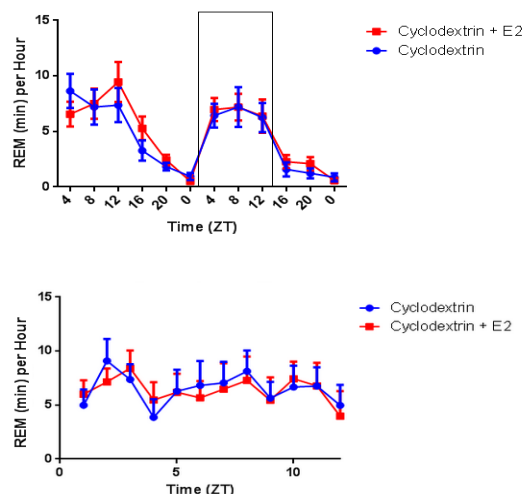 15
10
5
0
REM (min) per Hour
4 8 12 16 20 0 4 8 12 16 20 0
Time (ZT)
Cyclodextrin + E2
Cyclodextrin
15
10
5
0
REM (min) per Hour
0 5 10
Time (ZT)
Cyclodextrin
Cyclodextrin + E2